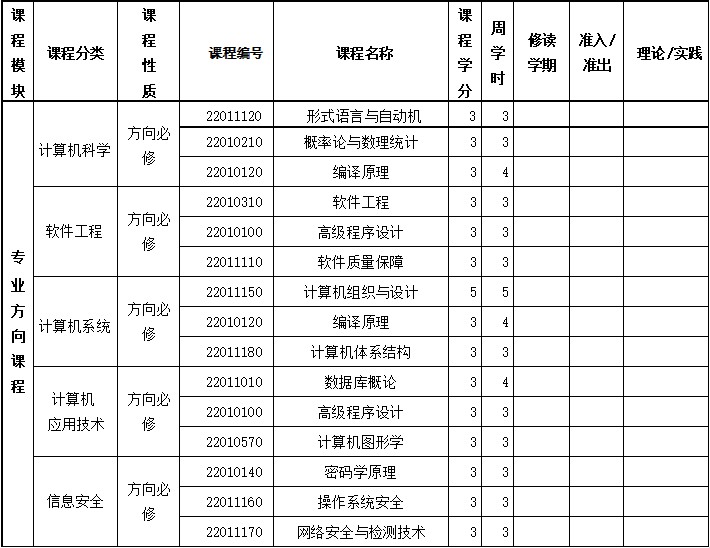 课程模块 课程分类 课程性质 课程编号 课程名称 课程学分 周学时 修读学期 准入/准出 理论/实践
专业方向课程
计算机科学 方向必修 22011120 形式语言与自动机 3 3
22010210 概率论与数理统计 3 3
22010120 编译原理 3 4
软件工程 方向必修 22010310 软件工程 3 3
22010100 高级程序设计 3 3
22011110 软件质量保障 3 3
计算机系统 方向必修 22011150 计算机组织与设计 5 5
22010120 编译原理 3 4
22011180 计算机体系结构 3 3
计算机应用技术 方向必修 22011010 数据库概论 3 4
22010100 高级程序设计 3 3
22010570 计算机图形学 3 3
信息安全 方向必修 22010140 密码学原理 3 3
22011160 操作系统安全 3 3
22011170 网络安全与检测技术 3 3